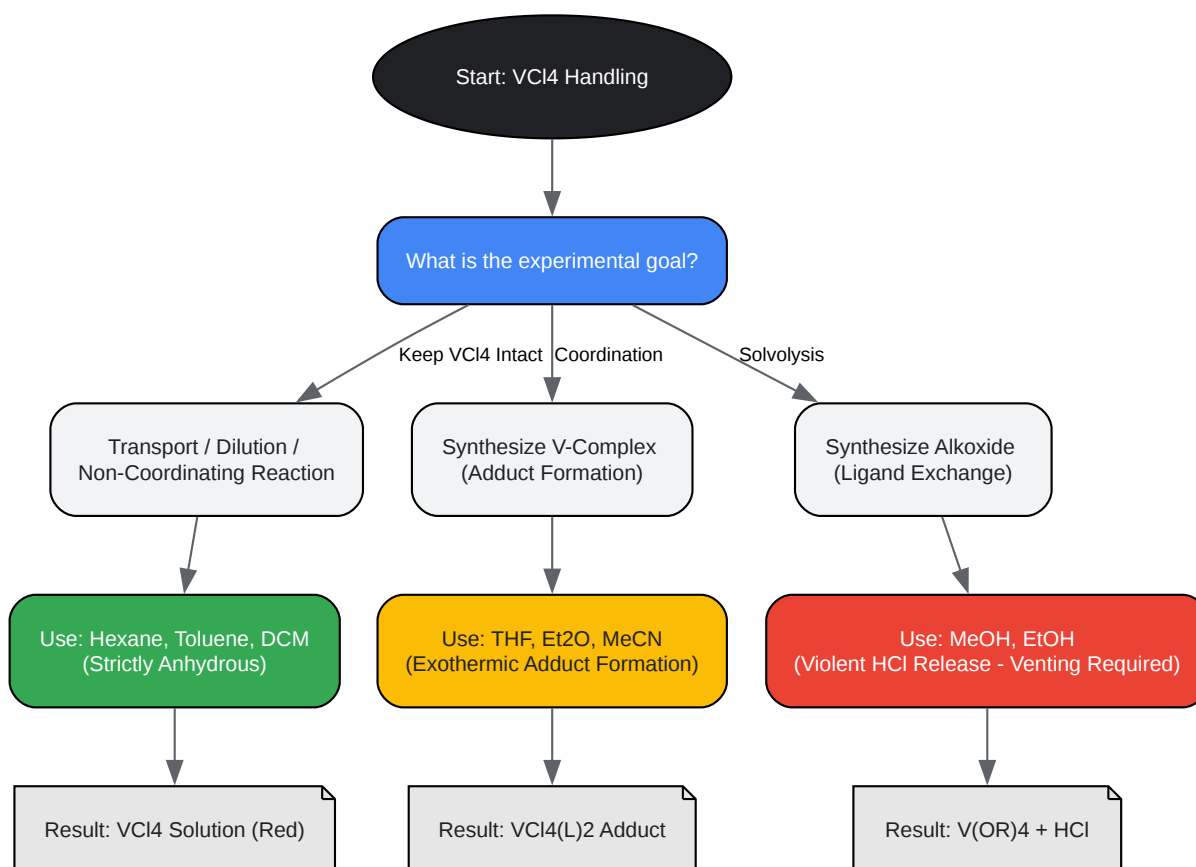 Start: VCl4 Handling
What is the experimental goal?
Keep VCl4 Intact
Coordination
Solvolysis
Transport / Dilution /
Non-Coordinating Reaction
Synthesize V-Complex
(Adduct Formation)
Synthesize Alkoxide
(Ligand Exchange)
Use: Hexane, Toluene, DCM
(Strictly Anhydrous)
Use: THF, Et2O, MeCN
(Exothermic Adduct Formation)
Use: MeOH, EtOH
(Violent HCl Release - Venting Required)
Result: VCl4 Solution (Red)
Result: VCl4(L)2 Adduct
Result: V(OR)4 + HCl